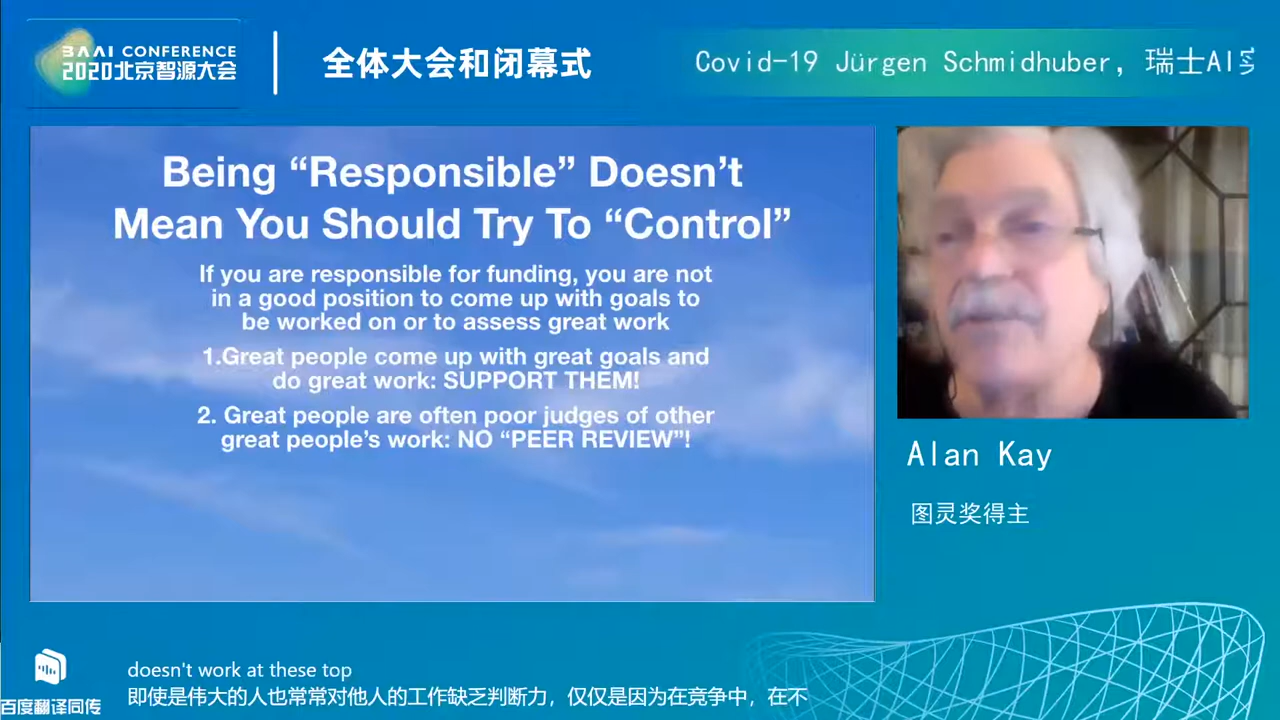 BAAI CONFERENCE
2020北京智源大会
全体大会和闭幕式
Covid-19 Jürgen Schmidhuber, 瑞士AI
Being “Responsible” Doesn’t
Mean You Should Try To “Control”
If you are responsible for funding, you are not
in a good position to come up with goals to
be worked on or to assess great work
1.Great people come up with great goals and
do great work: SUPPORT THEM!
2. Great people are often poor judges of other
great people’s work: NO “PEER REVIEW”!
Alan Kay
图灵奖得主
百度翻译同传
doesn't work at these top
即使是伟大的人也常常对他人的工作缺乏判断力，仅仅是因为在竞争中，在不